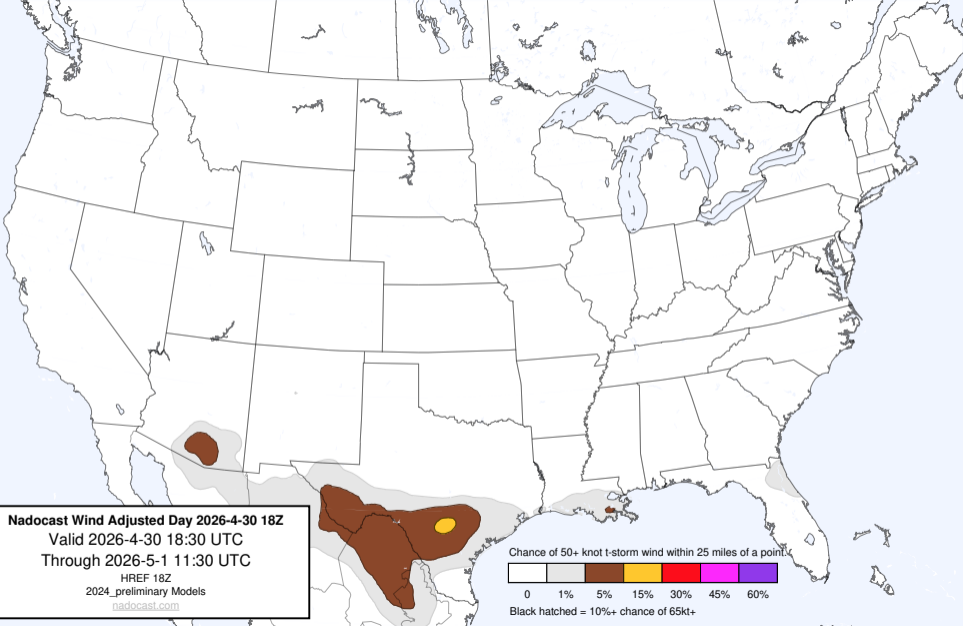 Nadocast Wind Adjusted Day 2026-4-30 18Z
Valid 2026-4-30 18:30 UTC
Through 2026-5-1 11:30 UTC
HREF 18Z
2024_preliminary Models
nadocast.com
Chance of 50+ knot t-storm wind within 25 miles of a point.
0 1% 5% 15% 30% 45% 60%
Black hatched = 10%+ chance of 65kt+